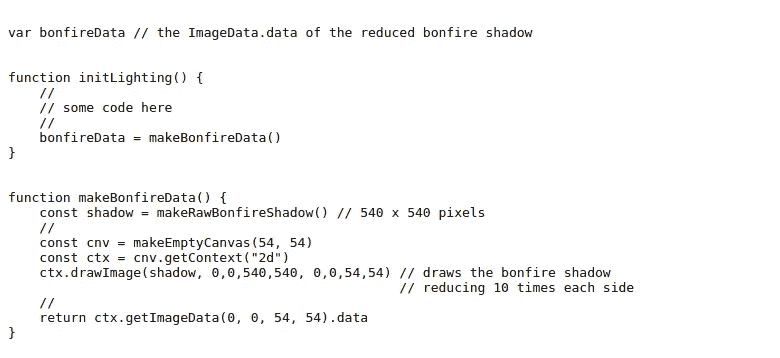 var bonfireData // the ImageData.data of the reduced bonfire shadow
function initLighting() {
    //
    // some code here
    //
    bonfireData = makeBonfireData()
}
function makeBonfireData() {
    const shadow = makeRawBonfireShadow() // 540 x 540 pixels
    //
    const cnv = makeEmptyCanvas(54, 54)
    const ctx = cnv.getContext("2d")
    ctx.drawImage(shadow, 0,0,540,540, 0,0,54,54) // draws the bonfire shadow
                                                  // reducing 10 times each side
    //
    return ctx.getImageData(0, 0, 54, 54).data
}